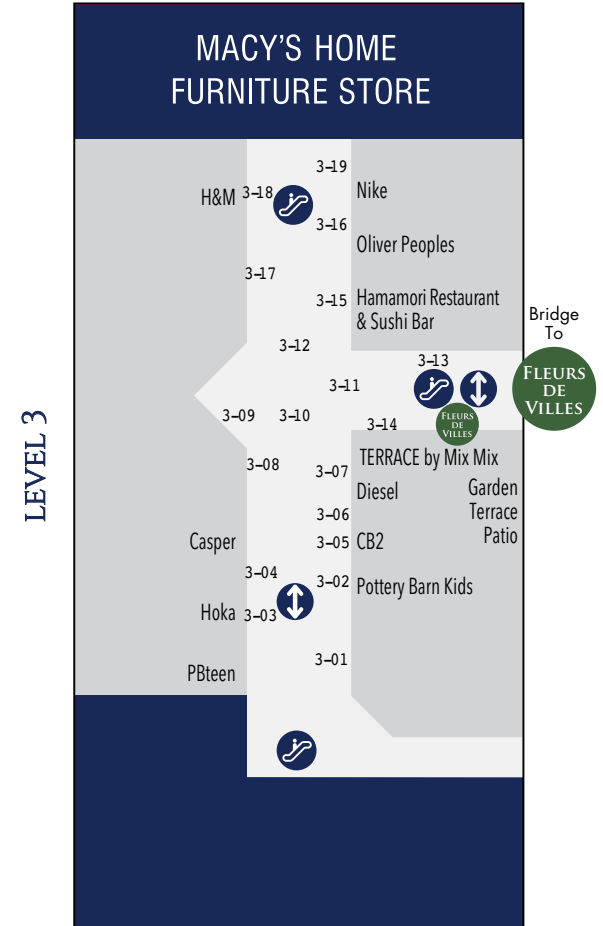 MACY'S HOME
FURNITURE STORE
3–19
H&M
3–18
Nike
3–16
Oliver Peoples
3–17
3–15
Hamamori Restaurant
& Sushi Bar
Bridge
To
3–12
3–13
FLEURS
DE
VILLES
3–11
3–09
3–10
3–14
FLEURS
DE
VILLES
LEVEL 3
TERRACE by Mix Mix
3–08
3–07
Diesel
Garden
Terrace
Patio
3–06
Casper
3–05
CB2
3–04
3–02
Pottery Barn Kids
Hoka
3–03
3–01
PBteen